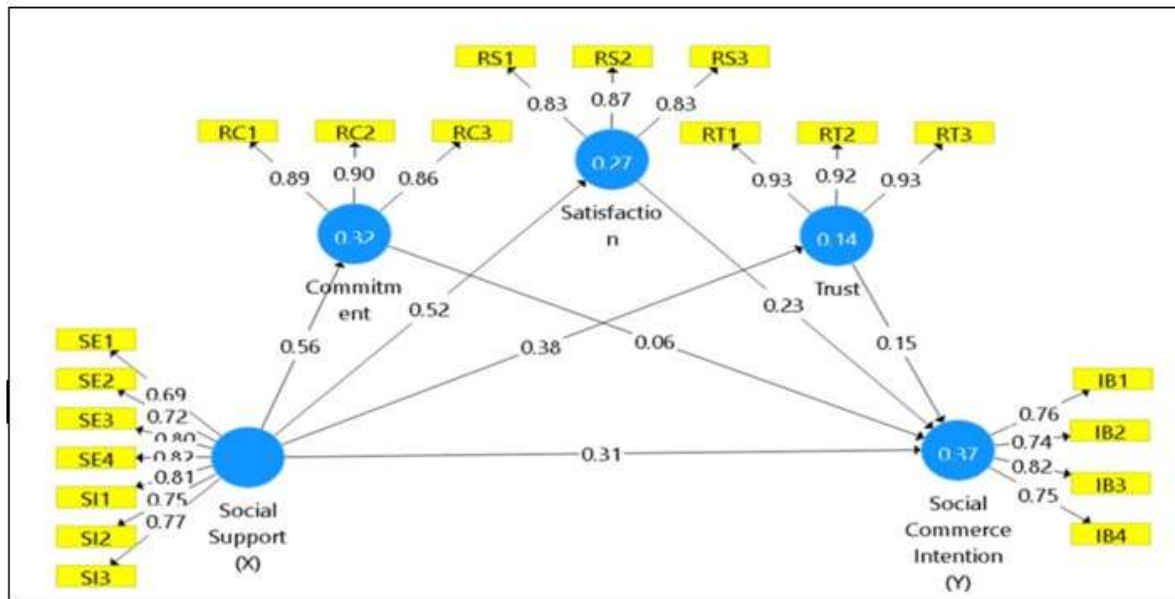 RS1 RS2 RS3
0.83 0.87 0.83
RC1 RC2 RC3
RT1 RT2 RT3
0.89 0.90 0.86
0.93 0.92 0.93
0.27
Satisfactio
n
0.32
0.14
Commitm
ent
Trust
0.52
0.23
0.56
0.38
0.06
0.15
SE1
SE2
SE3
SE4
SI1
SI2
SI3
0.69
0.72
0.80
0.82
0.81
0.75
0.77
Social
Support
(X)
0.31
0.37
Social
Commerce
Intention
(Y)
0.76
0.74
0.82
0.75
IB1
IB2
IB3
IB4